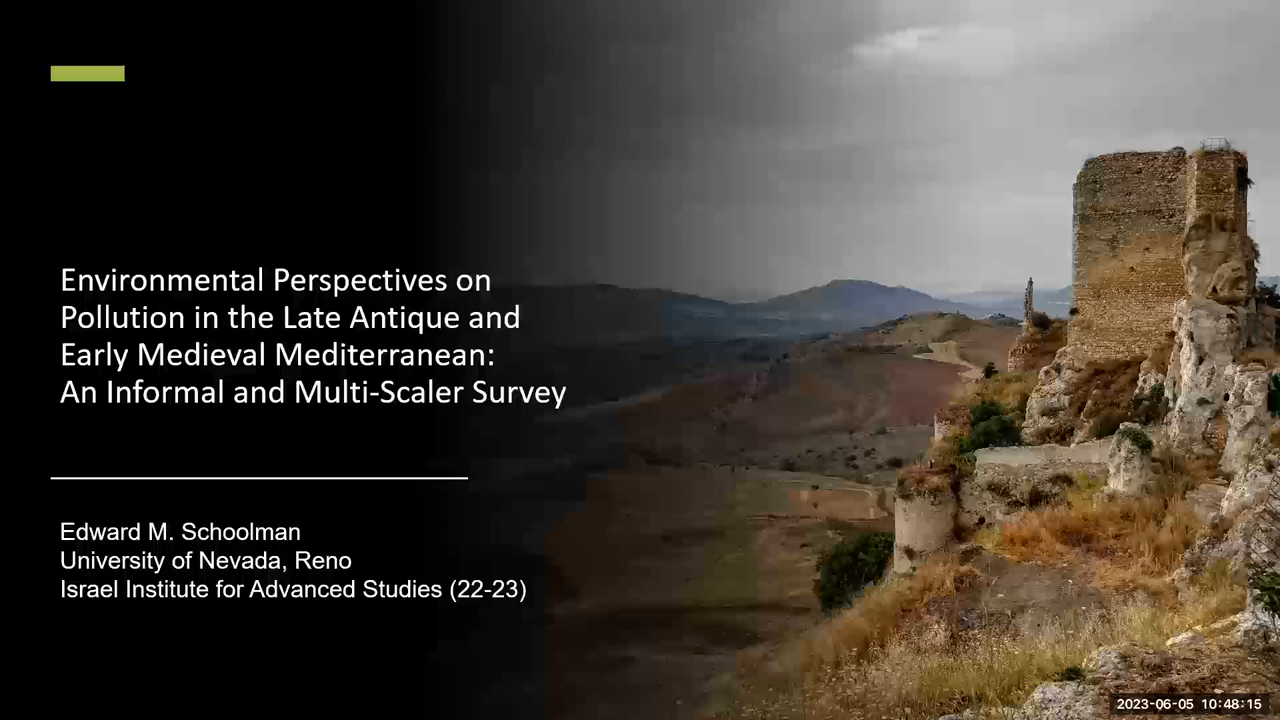 Environmental Perspectives on
Pollution in the Late Antique and
Early Medieval Mediterranean:
An Informal and Multi-Scaler Survey
Edward M. Schoolman
University of Nevada, Reno
Israel Institute for Advanced Studies (22-23)
2023-06-05 10:48:15